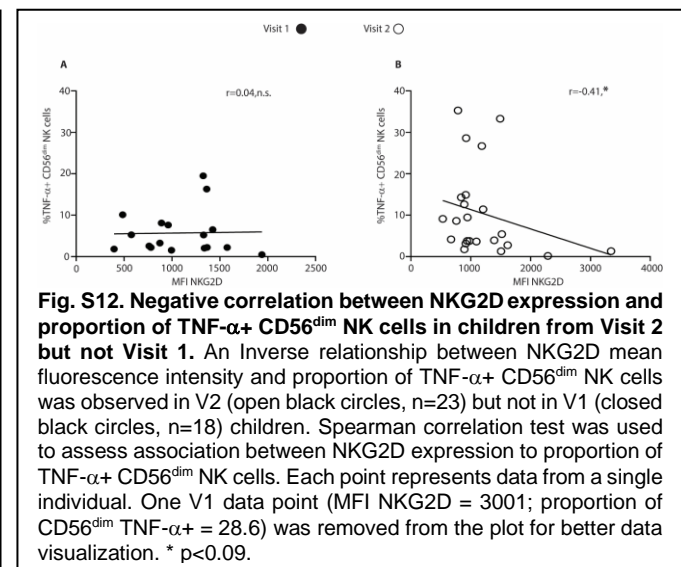 Visit 1 ● Visit 2 ○
A
B
r=0.04,n.s.
r=-0.41,*
%TNF-α+ CD56dim NK cells
40
30
20
10
0
0 500 1000 1500 2000 2500
MFI NKG2D
%TNF-α+ CD56dim NK cells
40
30
20
10
0
0 1000 2000 3000 4000
MFI NKG2D
Fig. S12. Negative correlation between NKG2D expression and
proportion of TNF-α+ CD56dim NK cells in children from Visit 2
but not Visit 1. An Inverse relationship between NKG2D mean
fluorescence intensity and proportion of TNF-α+ CD56dim NK cells
was observed in V2 (open black circles, n=23) but not in V1 (closed
black circles, n=18) children. Spearman correlation test was used
to assess association between NKG2D expression to proportion of
TNF-α+ CD56dim NK cells. Each point represents data from a single
individual. One V1 data point (MFI NKG2D = 3001; proportion of
CD56dim TNF-α+ = 28.6) was removed from the plot for better data
visualization. * p<0.09.